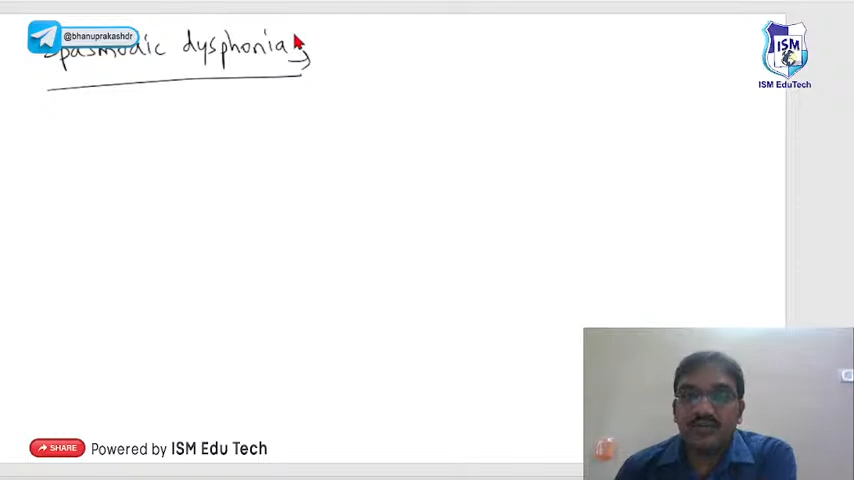 @bhanuprakashdr
Spasmodic dysphonia
ISM
ISM EduTech
SHARE
Powered by ISM Edu Tech